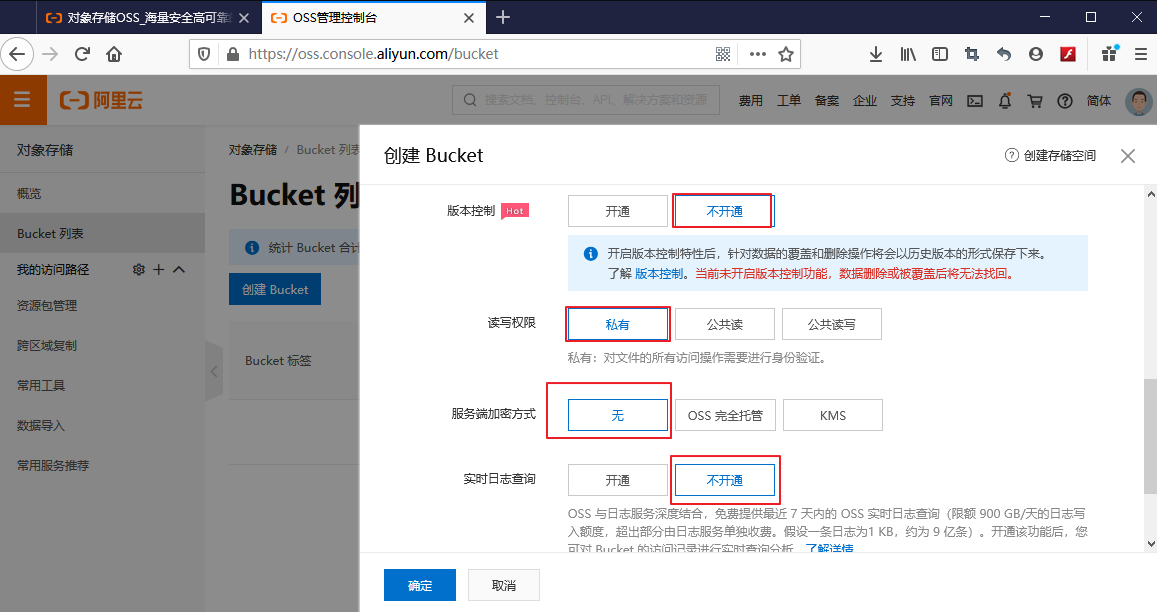 对象存储OSS_海量安全高可靠
OSS管理控制台
https://oss.console.aliyun.com/bucket
阿里云
搜索文档、控制台、API、解决方案和资源
费用 工单 备案 企业 支持 官网 简体
对象存储
概览
Bucket 列表
我的访问路径
资源包管理
跨区域复制
常用工具
数据导入
常用服务推荐
对象存储 / Bucket 列表
Bucket 列
统计 Bucket 合计
创建 Bucket
Bucket 标签
创建 Bucket
创建存储空间
版本控制 Hot 开通 不开通
开启版本控制特性后，针对数据的覆盖和删除操作将会以历史版本的形式保存下来。
了解 版本控制。当前未开启版本控制功能，数据删除或被覆盖后将无法找回。
读写权限 私有 公共读 公共读写
私有：对文件的所有访问操作需要进行身份验证。
服务端加密方式 无 OSS 完全托管 KMS
实时日志查询 开通 不开通
OSS 与日志服务深度结合，免费提供最近 7 天内的 OSS 实时日志查询（限额 900 GB/天的日志写
入额度，超出部分由日志服务单独收费。假设一条日志为1 KB，约为 9 亿条）。开通该功能后，您
可对 Bucket 的访问记录进行实时查询分析。了解详情
确定 取消